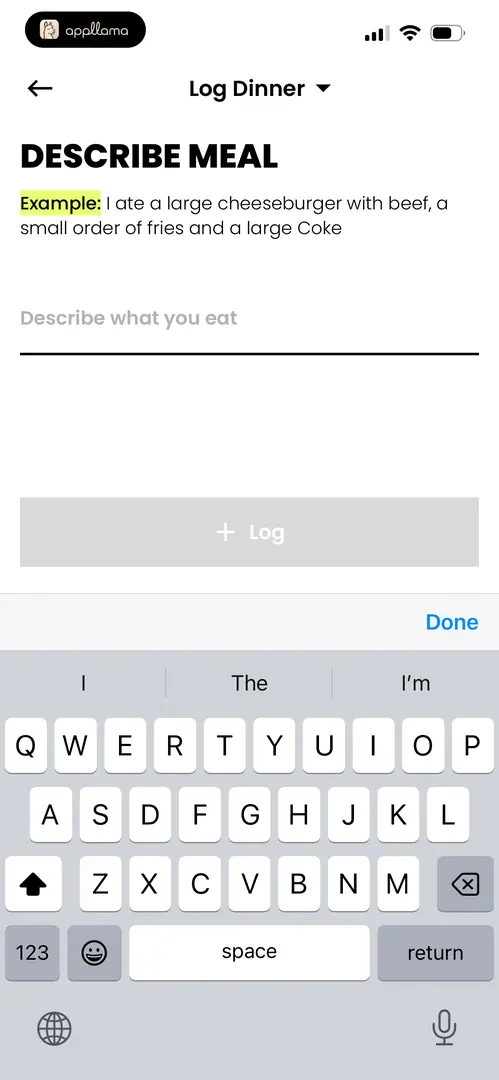 appllama
Log Dinner
DESCRIBE MEAL
Example: I ate a large cheeseburger with beef, a
small order of fries and a large Coke
Describe what you eat
+ Log
Done
I The I’m
Q W E R T Y U I O P
A S D F G H J K L
Z X C V B N M
123 space return